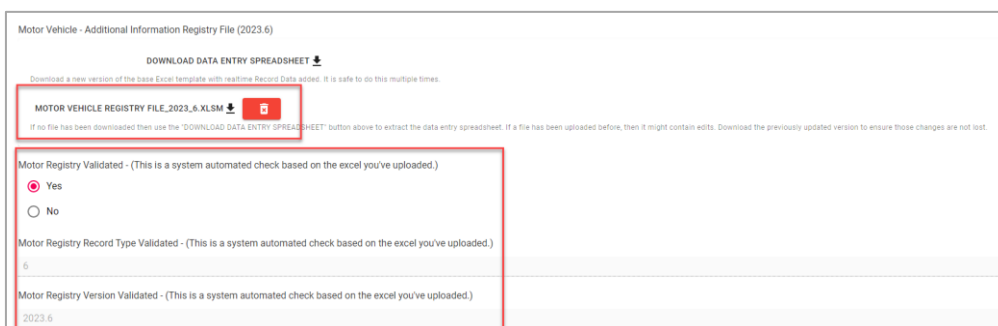 Motor Vehicle - Additional Information Registry File (2023.6)
DOWNLOAD DATA ENTRY SPREADSHEET
Download a new version of the base Excel template with realtime Record Data added. It is safe to do this multiple times.
MOTOR VEHICLE REGISTRY FILE_2023_6.XLSM
If no file has been downloaded then use the "DOWNLOAD DATA ENTRY SPREADSHEET" button above to extract the data entry spreadsheet. If a file has been uploaded before, then it might contain edits. Download the previously updated version to ensure those changes are not lost.
Motor Registry Validated - (This is a system automated check based on the excel you've uploaded.)
Yes
No
Motor Registry Record Type Validated - (This is a system automated check based on the excel you've uploaded.)
6
Motor Registry Version Validated - (This is a system automated check based on the excel you've uploaded.)
2023.6